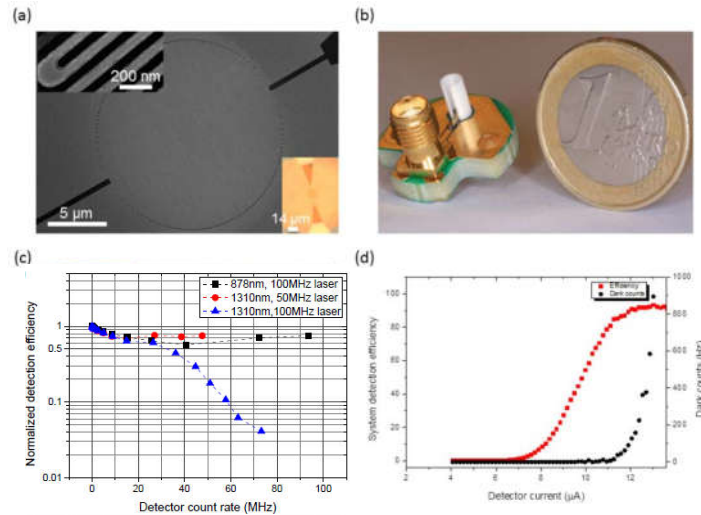 (a)
200 nm
5 µm
14 µm
(b)
1
(c)
878nm, 100MHz laser
1310nm, 50MHz laser
1310nm,100MHz laser
1
0.5
0.1
0.01
0 20 40 60 80 100
Detector count rate (MHz)
Normalized detection efficiency
(d)
Efficiency
Dark counts
100
80
60
40
20
0
1000
800
600
400
200
0
2 4 6 8 10 12
Detector current (µA)
System detection efficiency
Dark counts (Hz)